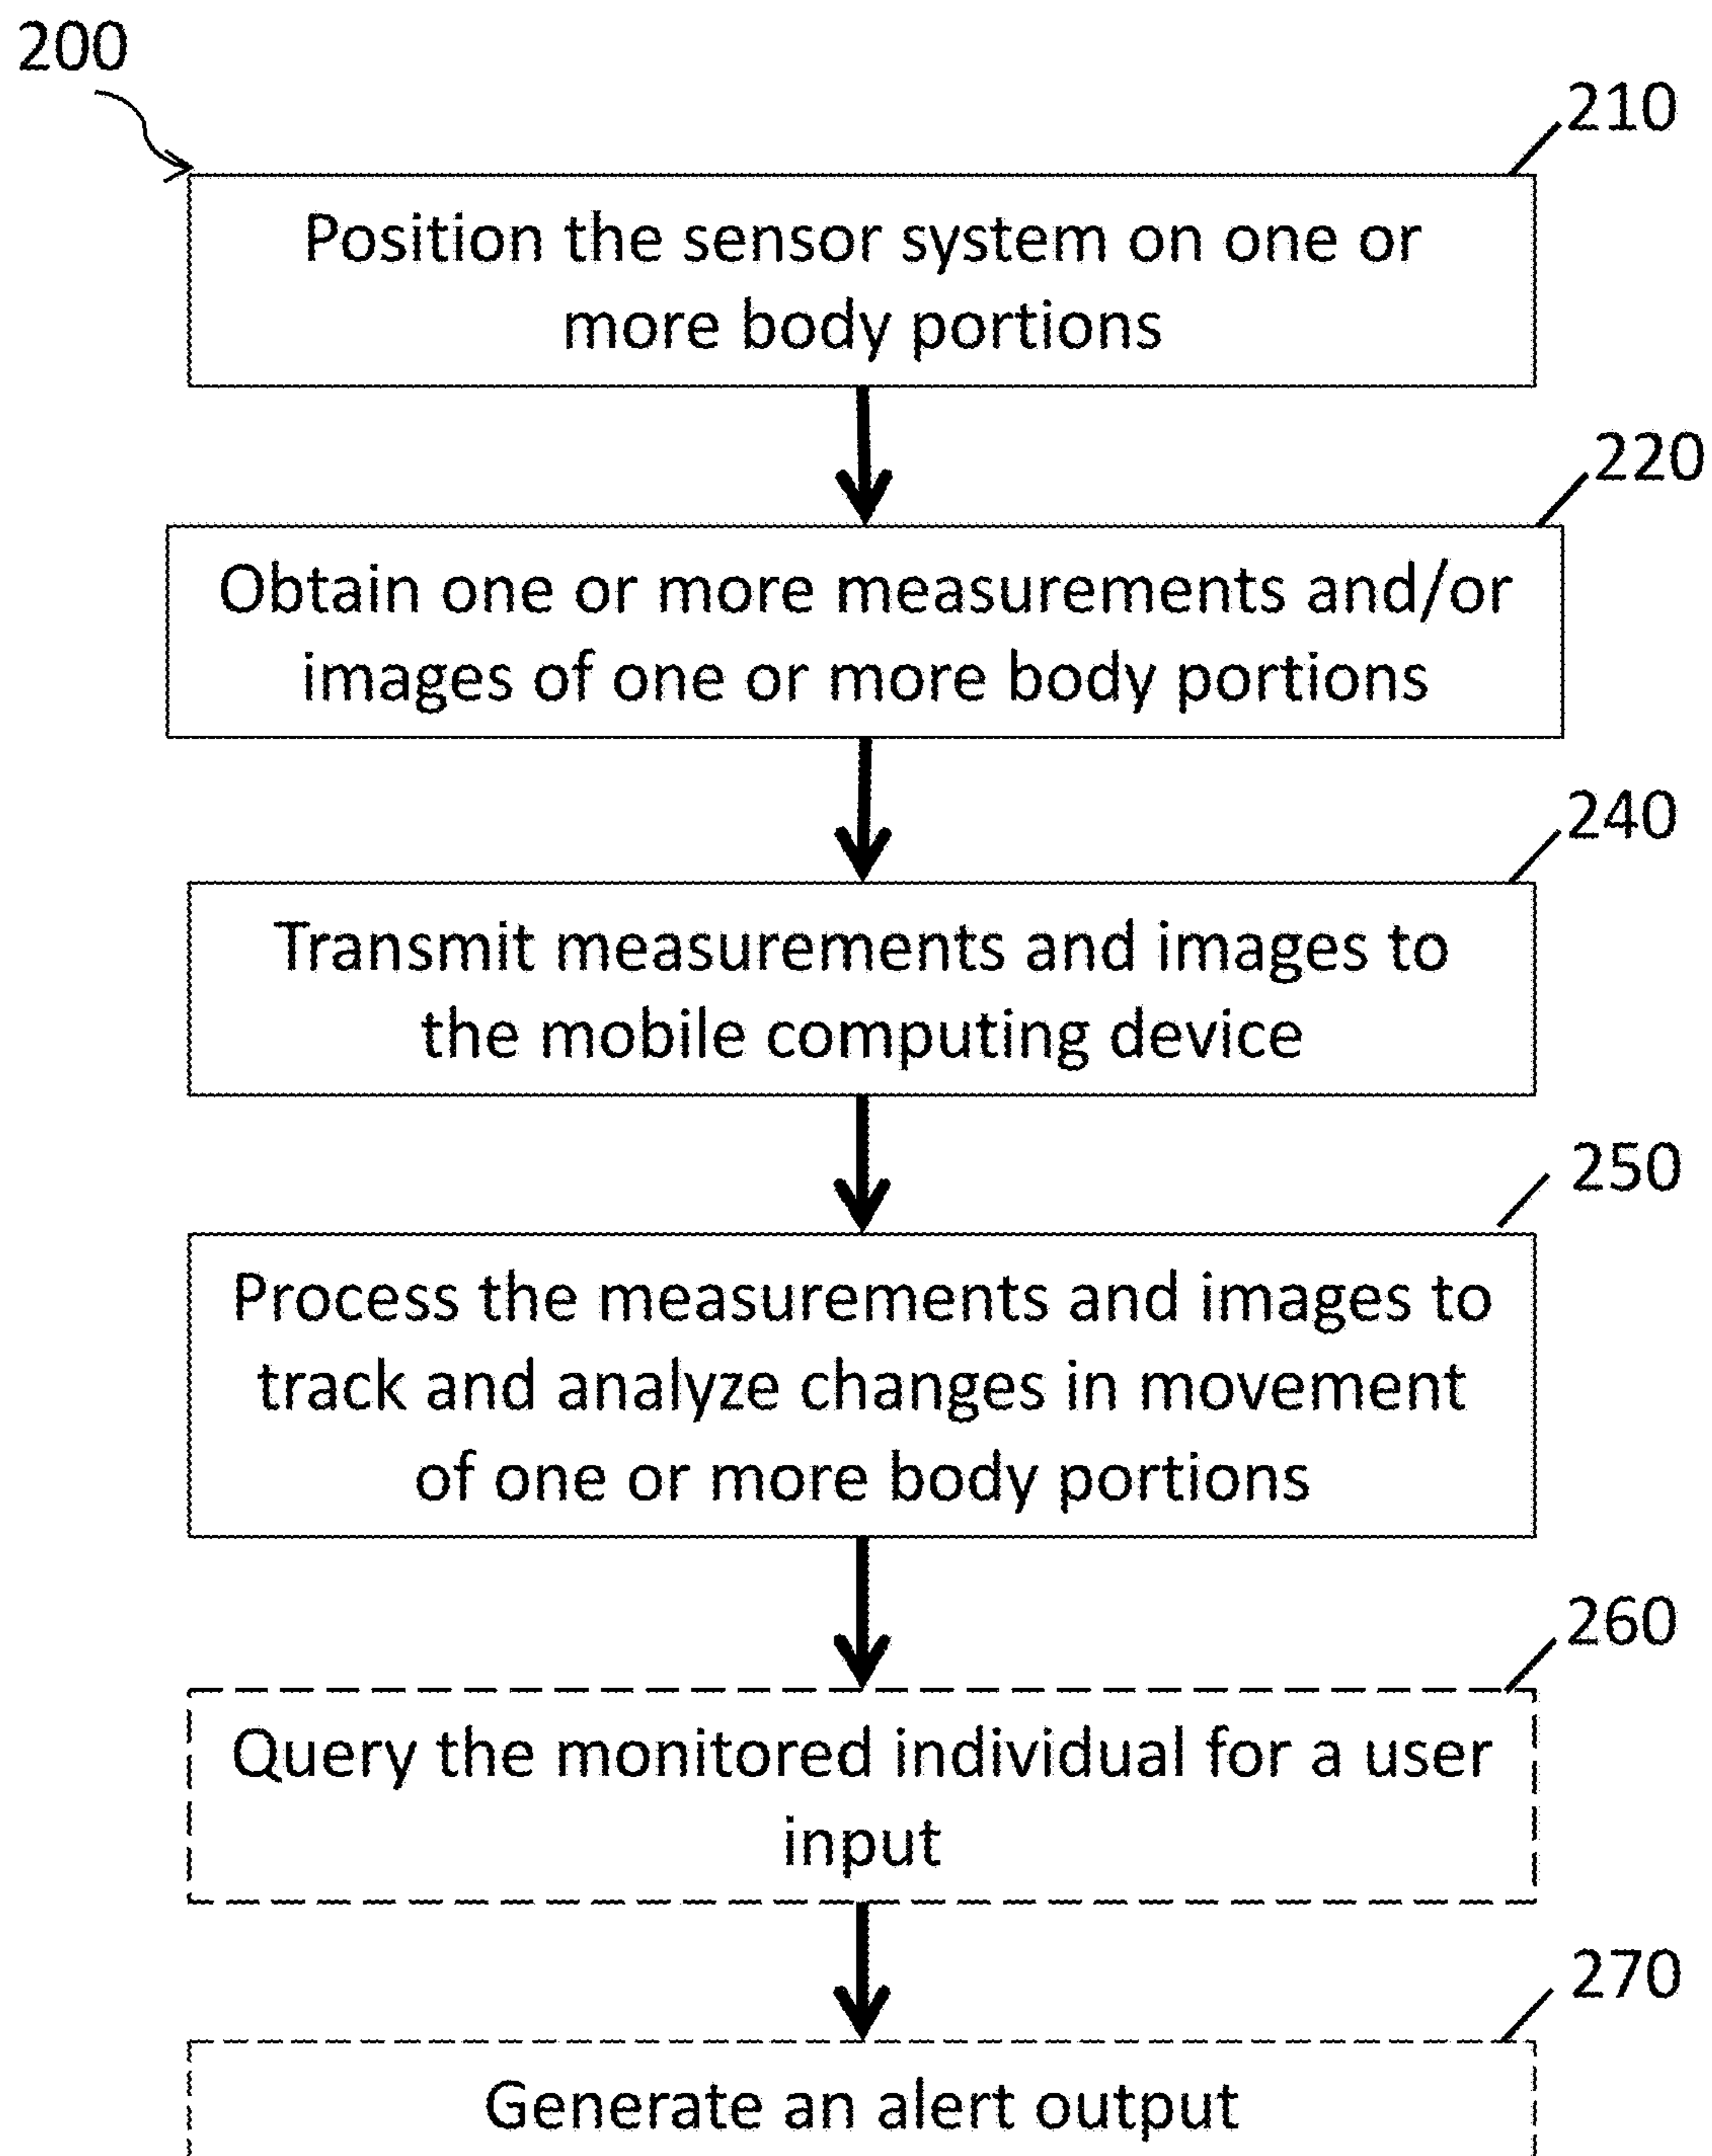 200
210
Position the sensor system on one or
more body portions
220
Obtain one or more measurements and/or
images of one or more body portions
240
Transmit measurements and images to
the mobile computing device
250
Process the measurements and images to
track and analyze changes in movement
of one or more body portions
260
Query the monitored individual for a user
input
270
Generate an alert output